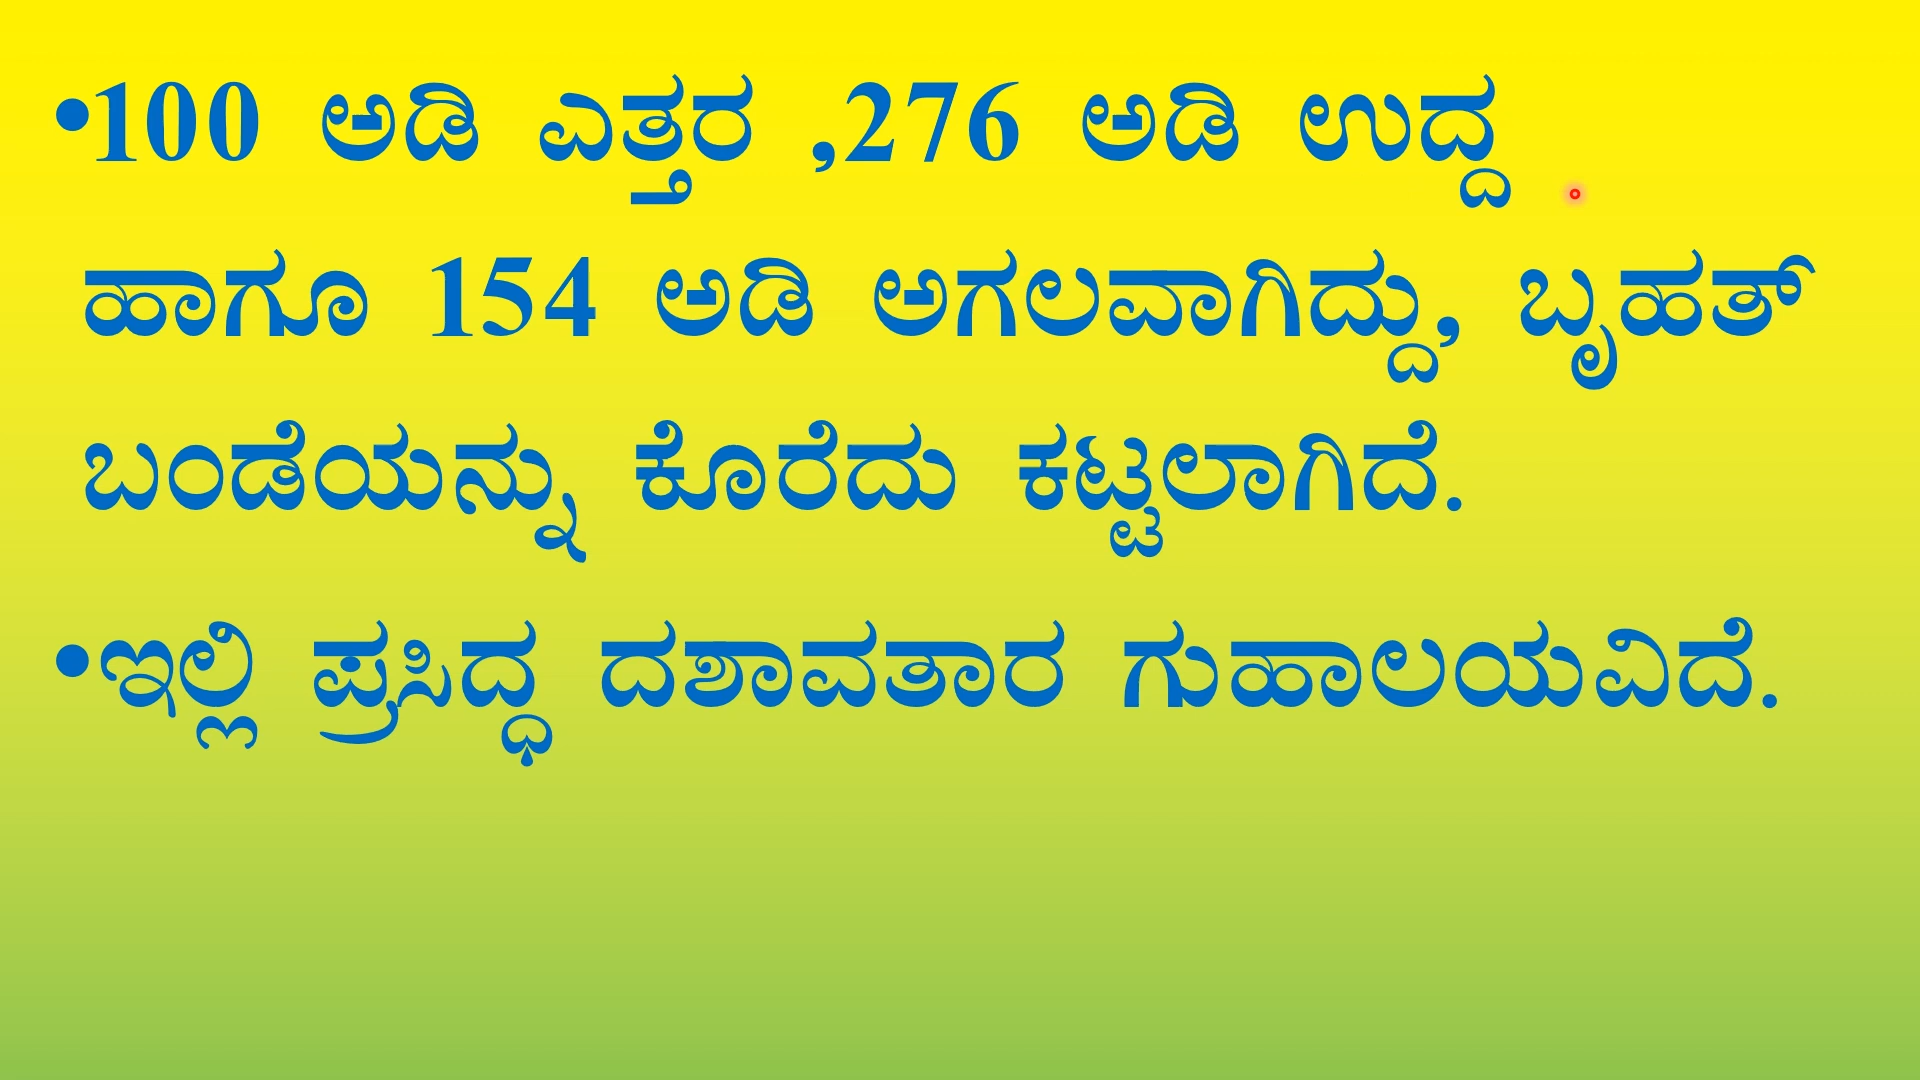 •100 ಅಡಿ ಎತ್ತರ ,276 ಅಡಿ ಉದ್ದ
ಹಾಗೂ 154 ಅಡಿ ಅಗಲವಾಗಿದ್ದು, ಬೃಹತ್
ಬಂಡೆಯನ್ನು ಕೊರೆದು ಕಟ್ಟಲಾಗಿದೆ.
•ಇಲ್ಲಿ ಪ್ರಸಿದ್ಧ ದಶಾವತಾರ ಗುಹಾಲಯವಿದೆ.